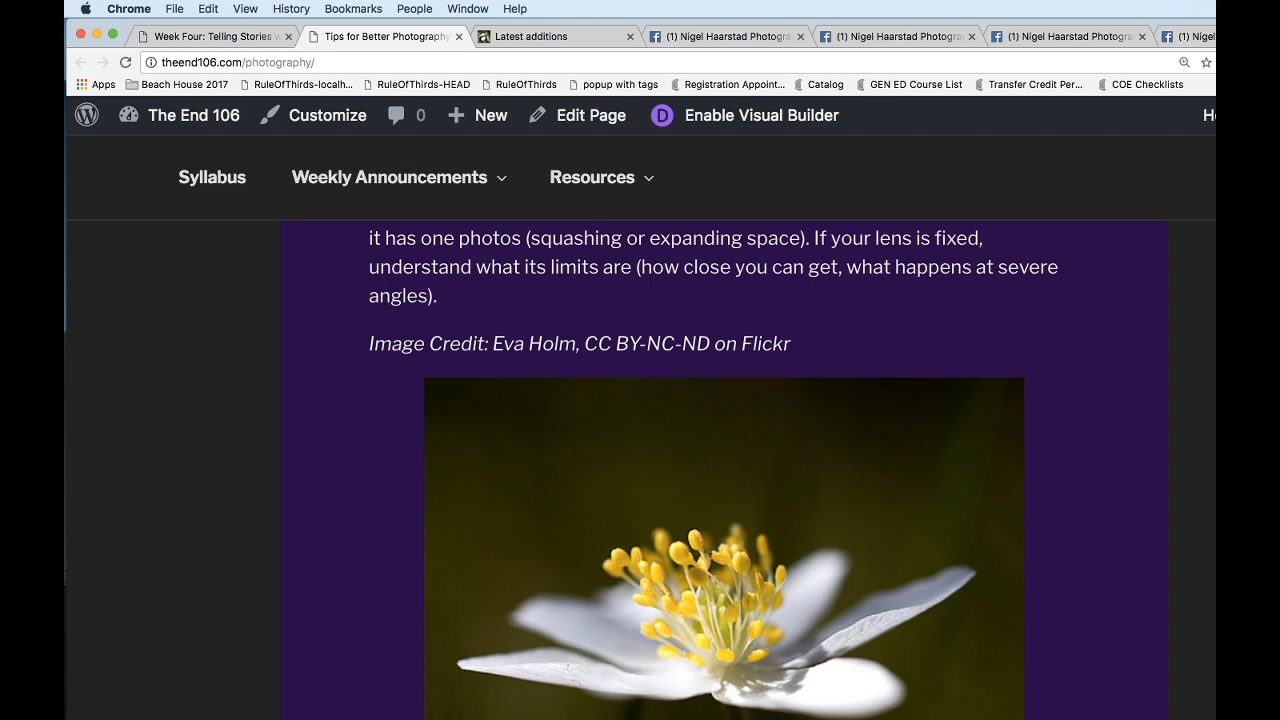 Chrome File Edit View History Bookmarks People Window Help
Week Four: Telling Stories w Tips for Better Photography Latest additions (1) Nigel Haarstad Photogra (1) Nigel Haarstad Photogra (1) Nigel Haarstad Photogra (1) Nigel
theend106.com/photography/
Apps Beach House 2017 RuleOfThirds-localh... RuleOfThirds-HEAD RuleOfThirds popup with tags Registration Appoint... Catalog GEN ED Course List Transfer Credit Per... COE Checklists
The End 106 Customize 0 New Edit Page D Enable Visual Builder
Syllabus Weekly Announcements Resources
it has one photos (squashing or expanding space). If your lens is fixed,
understand what its limits are (how close you can get, what happens at severe
angles).
Image Credit: Eva Holm, CC BY-NC-ND on Flickr